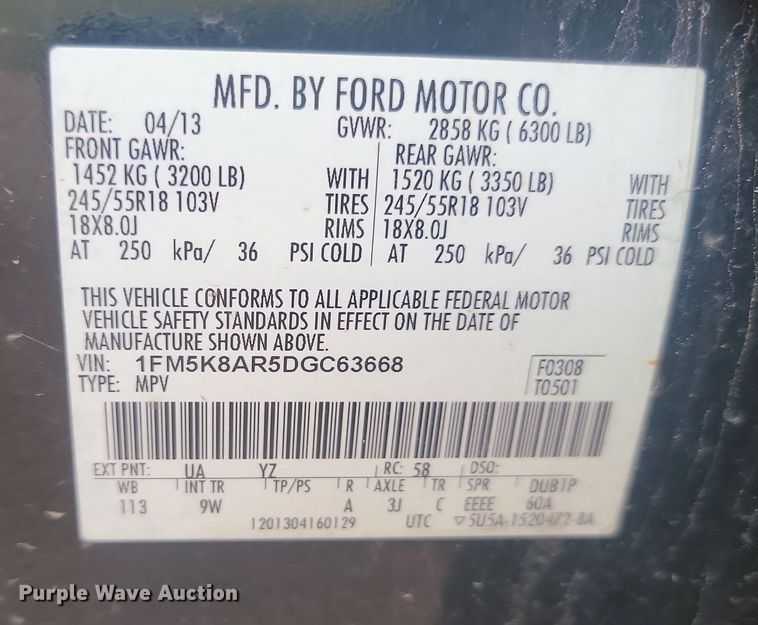 MFD. BY FORD MOTOR CO.
DATE: 04/13 GVWR: 2858 KG ( 6300 LB)
FRONT GAWR: REAR GAWR:
1452 KG ( 3200 LB) WITH 1520 KG ( 3350 LB) WITH
245/55R18 103V TIRES 245/55R18 103V TIRES
18X8.0J RIMS 18X8.0J RIMS
AT 250 kPa/ 36 PSI COLD AT 250 kPa/ 36 PSI COLD
THIS VEHICLE CONFORMS TO ALL APPLICABLE FEDERAL MOTOR
VEHICLE SAFETY STANDARDS IN EFFECT ON THE DATE OF
MANUFACTURE SHOWN ABOVE.
VIN: 1FM5K8AR5DGC63668 F0308
TYPE: MPV T0501
EXT PNT: UA YZ RC: 58 DSO:
WB INT TR TP/PS R AXLE TR SPR DUB1P
113 9W A 3J C EEEE 60A
1201304160129 UTC ▽5U5A-1520472-BA
Purple Wave Auction